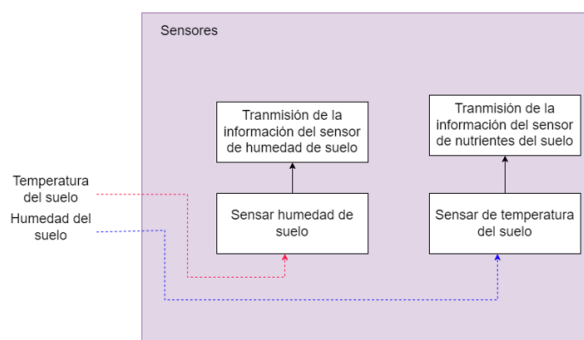 Sensores
Tranmisión de la
información del sensor
de humedad de suelo
Tranmisión de la
información del sensor
de nutrientes del suelo
Temperatura
del suelo
Humedad del
suelo
Sensar humedad de
suelo
Sensar de temperatura
del suelo